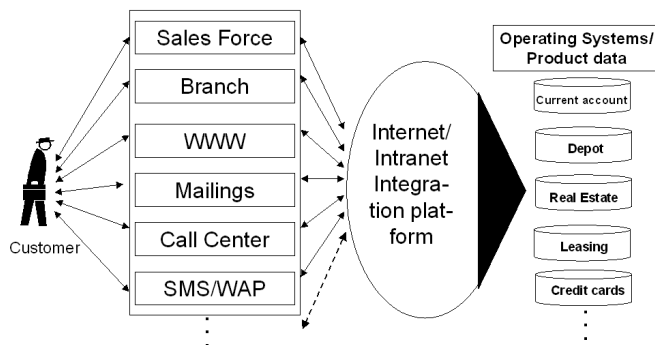 Sales Force
Branch
WWW
Mailings
Call Center
SMS/WAP
Customer
Internet/
Intranet
Integra-
tion plat-
form
Operating Systems/
Product data
Current account
Depot
Real Estate
Leasing
Credit cards